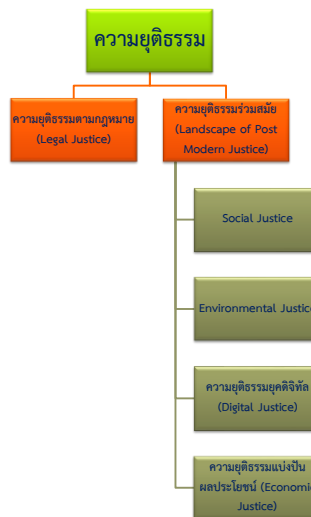 ความยุติธรรม
ความยุติธรรมตามกฎหมาย
(Legal Justice)
ความยุติธรรมร่วมสมัย
(Landscape of Post
Modern Justice)
Social Justice
Environmental Justice
ความยุติธรรมยุคดิจิทัล
(Digital Justice)
ความยุติธรรมแบ่งปัน
ผลประโยชน์ (Economic
Justice)